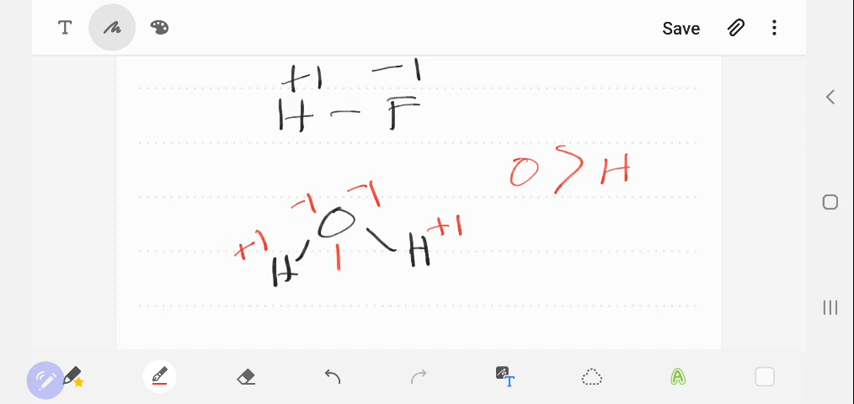 T Save
+1 -1
H - F
O > H
-1 -1
O
+1 H H +1
1